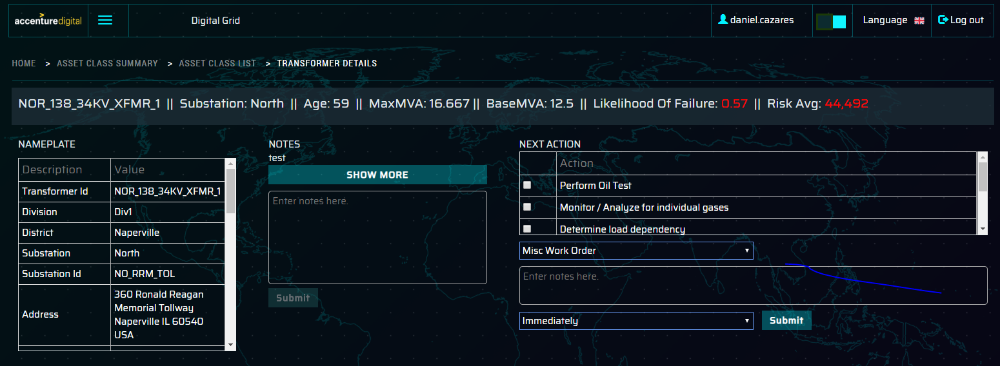 accenturedigital
Digital Grid
daniel.cazares
Language
Log out
HOME > ASSET CLASS SUMMARY > ASSET CLASS LIST > TRANSFORMER DETAILS
NOR_138_34KV_XFMR_1 || Substation: North || Age: 59 || MaxMVA: 16.667 || BaseMVA: 12.5 || Likelihood Of Failure: 0.57 || Risk Avg: 44,492
NAMEPLATE
Description Value
Transformer Id NOR_138_34KV_XFMR_1
Division Div1
District Naperville
Substation North
Substation Id NO_RRM_TOL
Address 360 Ronald Reagan
Memorial Tollway
Naperville IL 60540
USA
NOTES
test
SHOW MORE
Enter notes here.
Submit
NEXT ACTION
Action
Perform Oil Test
Monitor / Analyze for individual gases
Determine load dependency
Misc Work Order
Enter notes here.
Immediately
Submit